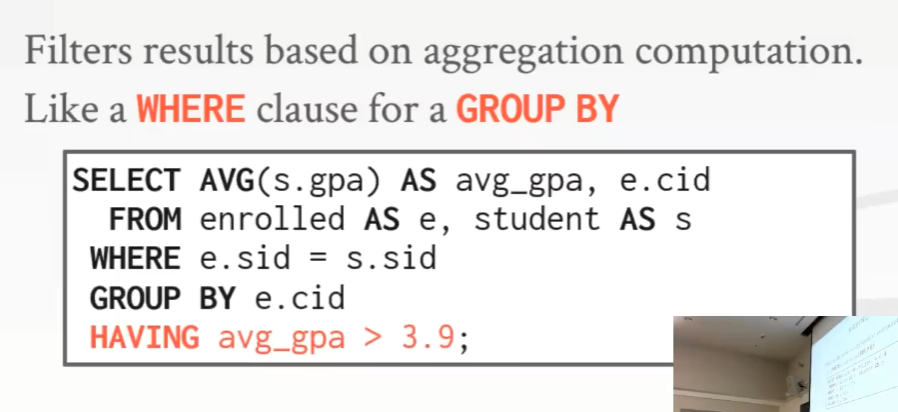 Filters results based on aggregation computation.
Like a WHERE clause for a GROUP BY
SELECT AVG(s.gpa) AS avg_gpa, e.cid
FROM enrolled AS e, student AS s
WHERE e.sid = s.sid
GROUP BY e.cid
HAVING avg_gpa > 3.9;